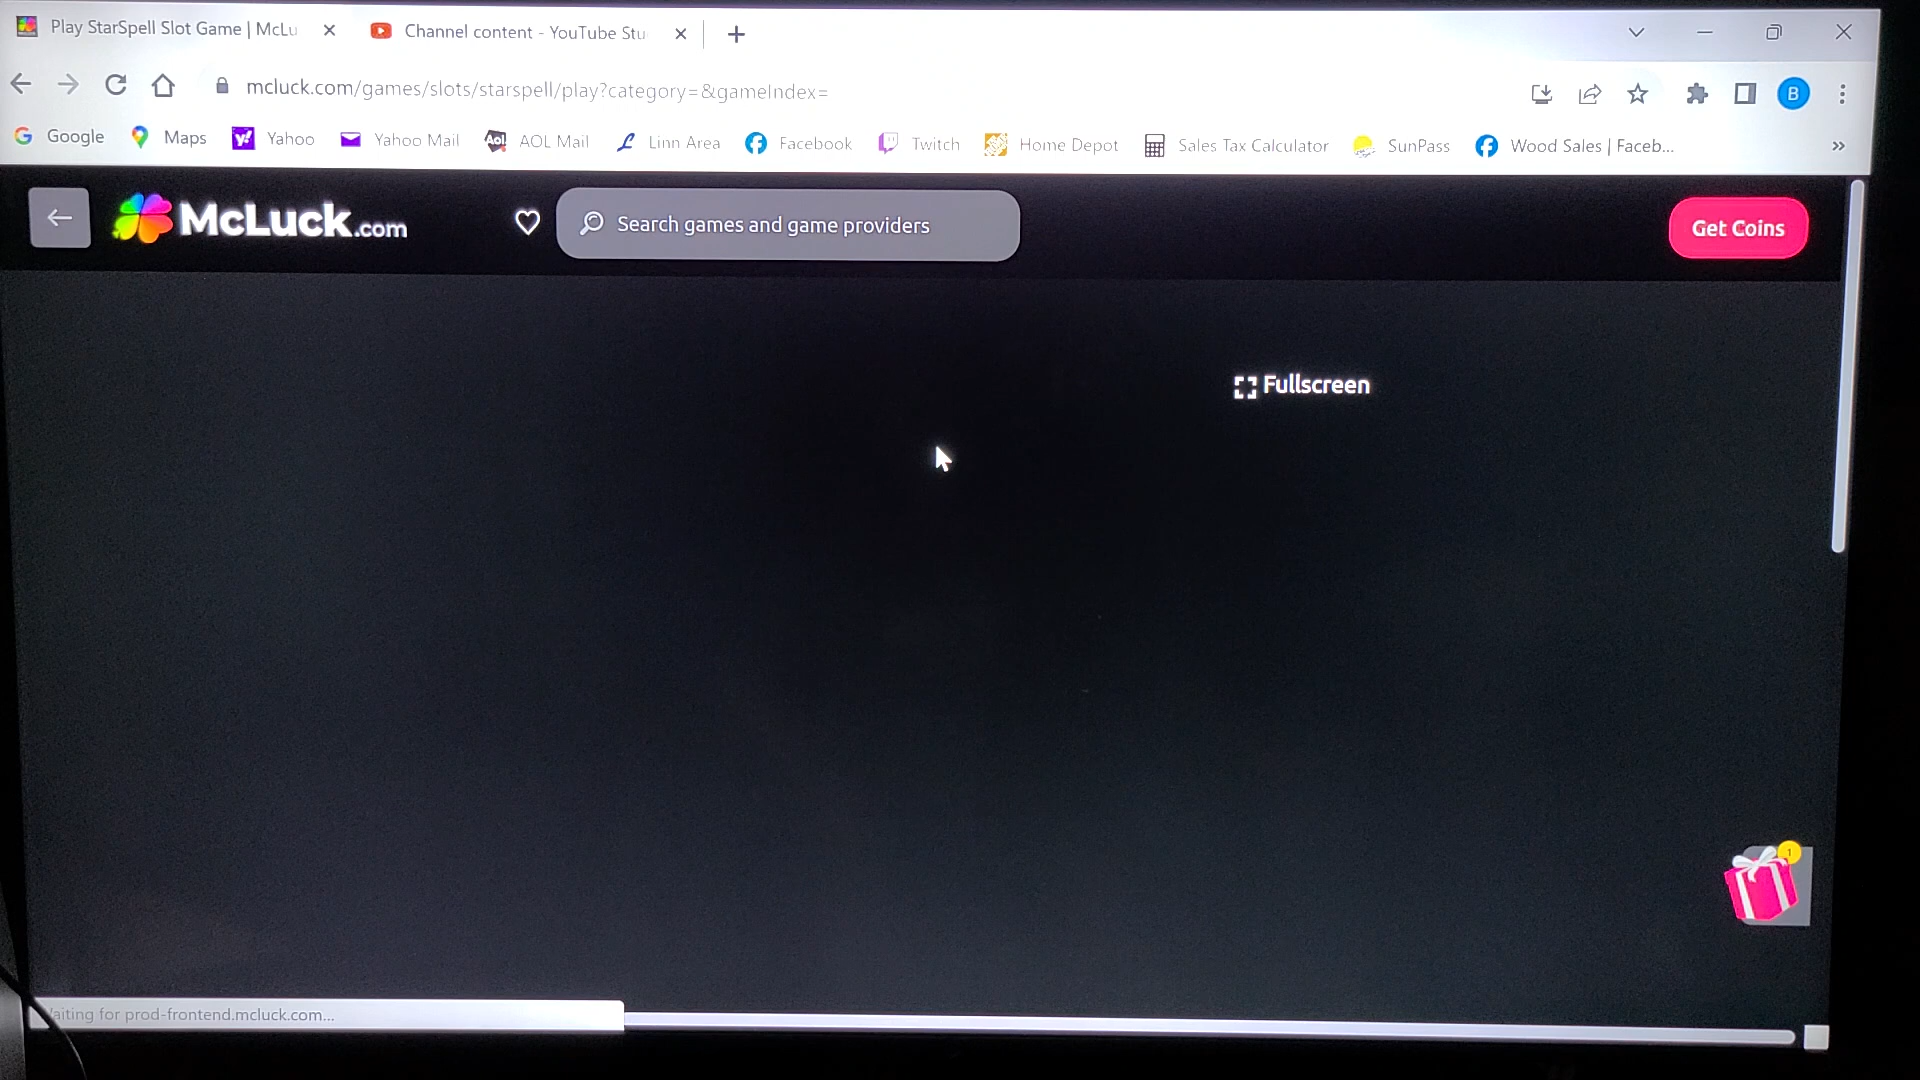 Play StarSpell Slot Game | McLu
Channel content - YouTube Stu
mcluck.com/games/slots/starspell/play?category=&gameIndex=
B
Google Maps Yahoo Yahoo Mail AOL Mail Linn Area Facebook Twitch Home Depot Sales Tax Calculator SunPass Wood Sales | Faceb...
McLuck.com
Search games and game providers
Get Coins
Fullscreen
1
Waiting for prod-frontend.mcluck.com...